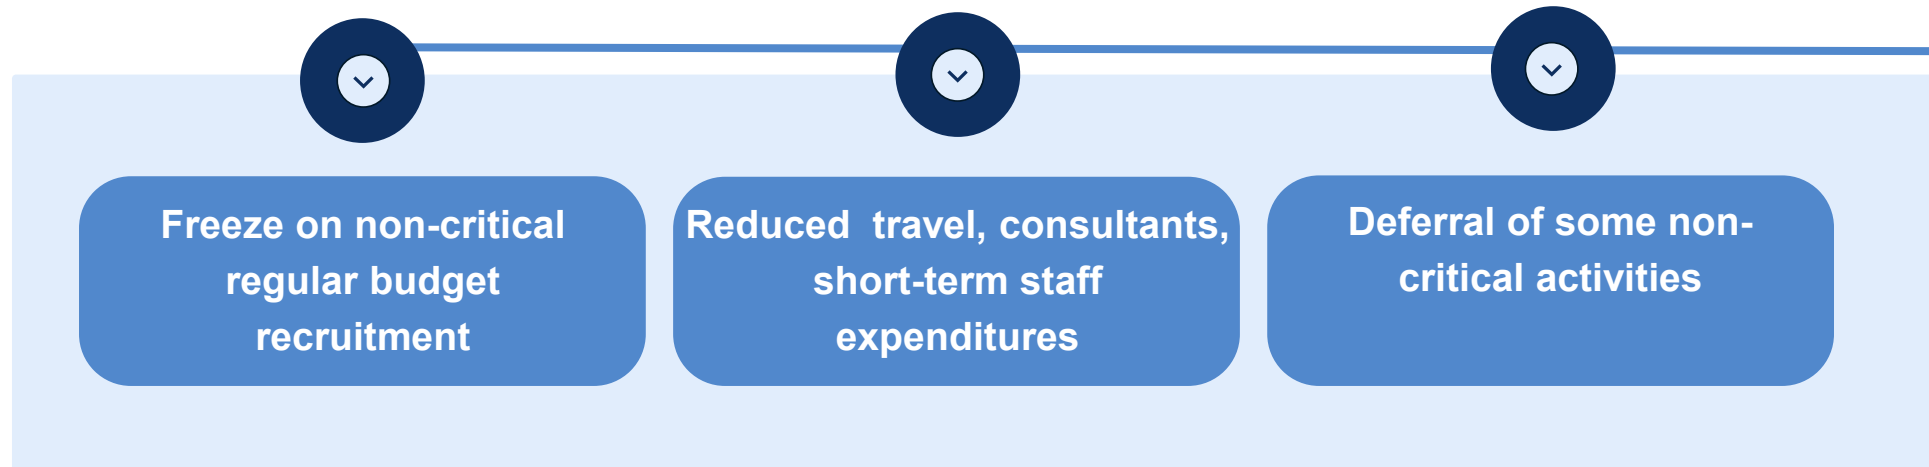 Freeze on non-critical
regular budget
recruitment
Reduced  travel, consultants,
short-term staff
expenditures
Deferral of some non-
critical activities